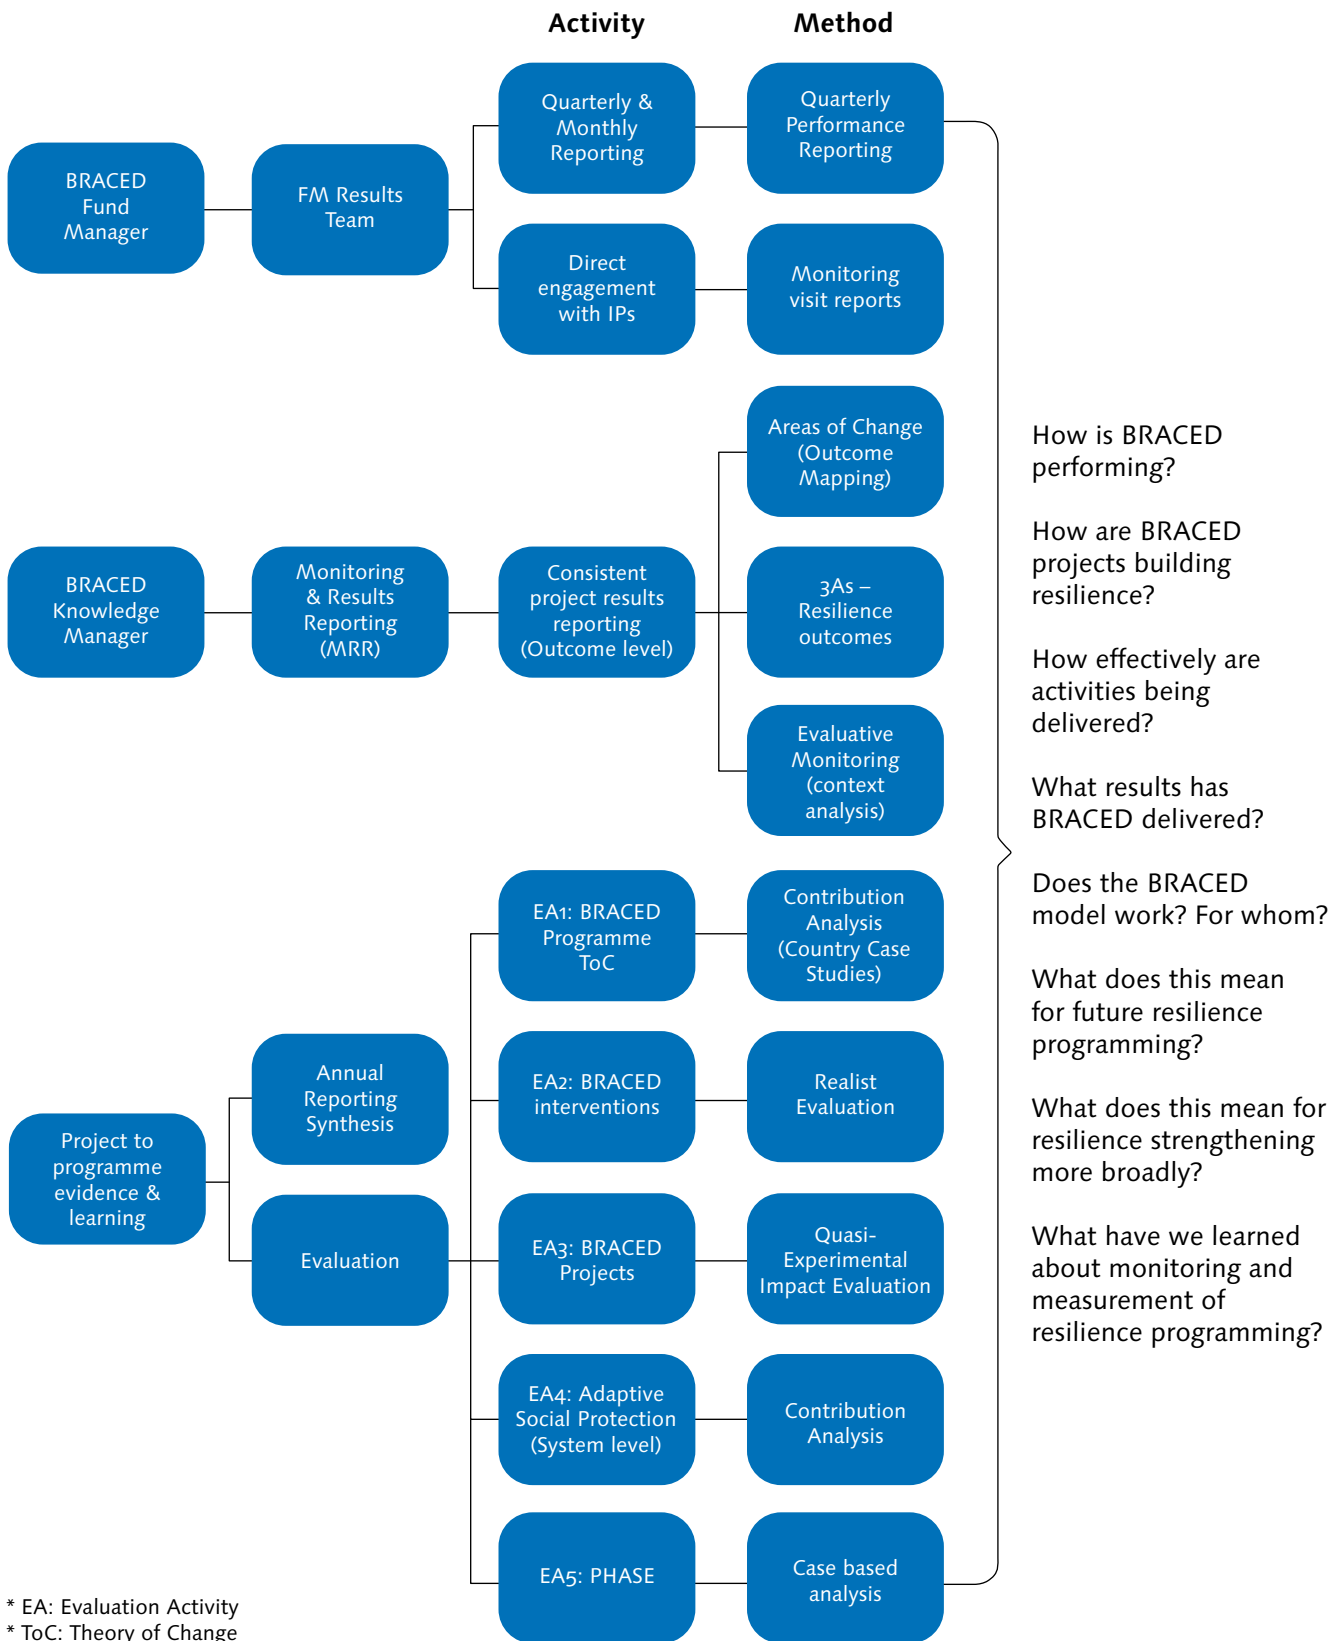 Activity
Method
BRACED
Fund
Manager
FM Results
Team
Quarterly &
Monthly
Reporting
Quarterly
Performance
Reporting
Direct
engagement
with IPs
Monitoring
visit reports
BRACED
Knowledge
Manager
Monitoring
& Results
Reporting
(MRR)
Consistent
project results
reporting
(Outcome level)
Areas of Change
(Outcome
Mapping)
3As –
Resilience
outcomes
Evaluative
Monitoring
(context
analysis)
Project to
programme
evidence &
learning
Annual
Reporting
Synthesis
Evaluation
EA1: BRACED
Programme
ToC
Contribution
Analysis
(Country Case
Studies)
EA2: BRACED
interventions
Realist
Evaluation
EA3: BRACED
Projects
Quasi-
Experimental
Impact Evaluation
EA4: Adaptive
Social Protection
(System level)
Contribution
Analysis
EA5: PHASE
Case based
analysis
How is BRACED
performing?
How are BRACED
projects building
resilience?
How effectively are
activities being
delivered?
What results has
BRACED delivered?
Does the BRACED
model work? For whom?
What does this mean
for future resilience
programming?
What does this mean for
resilience strengthening
more broadly?
What have we learned
about monitoring and
measurement of
resilience programming?
* EA: Evaluation Activity
* ToC: Theory of Change